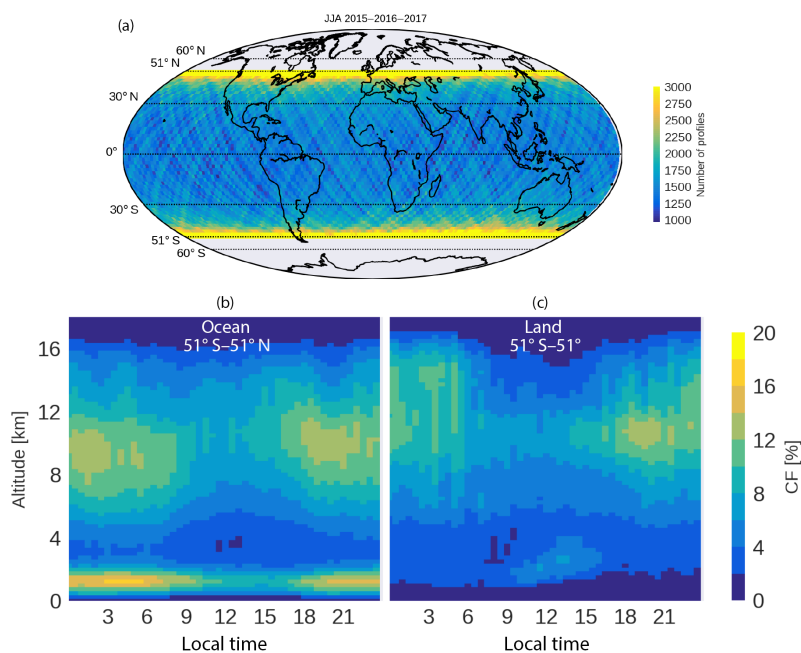 JJA 2015–2016–2017
(a)
60° N
51° N
30° N
0°
30° S
51° S
60° S
3000
2750
2500
2250
2000
1750
1500
1250
1000
Number of profiles
(b)
(c)
Ocean
51° S–51° N
Land
51° S–51°
Altitude [km]
16
12
8
4
0
3 6 9 12 15 18 21
Local time
3 6 9 12 15 18 21
Local time
20
16
12
8
4
0
CF [%]